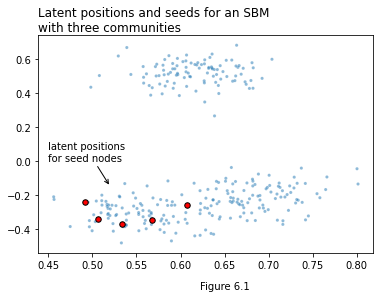 Latent positions and seeds for an SBM
with three communities
0.6
0.4
0.2
0.0
−0.2
−0.4
latent positions
for seed nodes
0.45 0.50 0.55 0.60 0.65 0.70 0.75 0.80
Figure 6.1